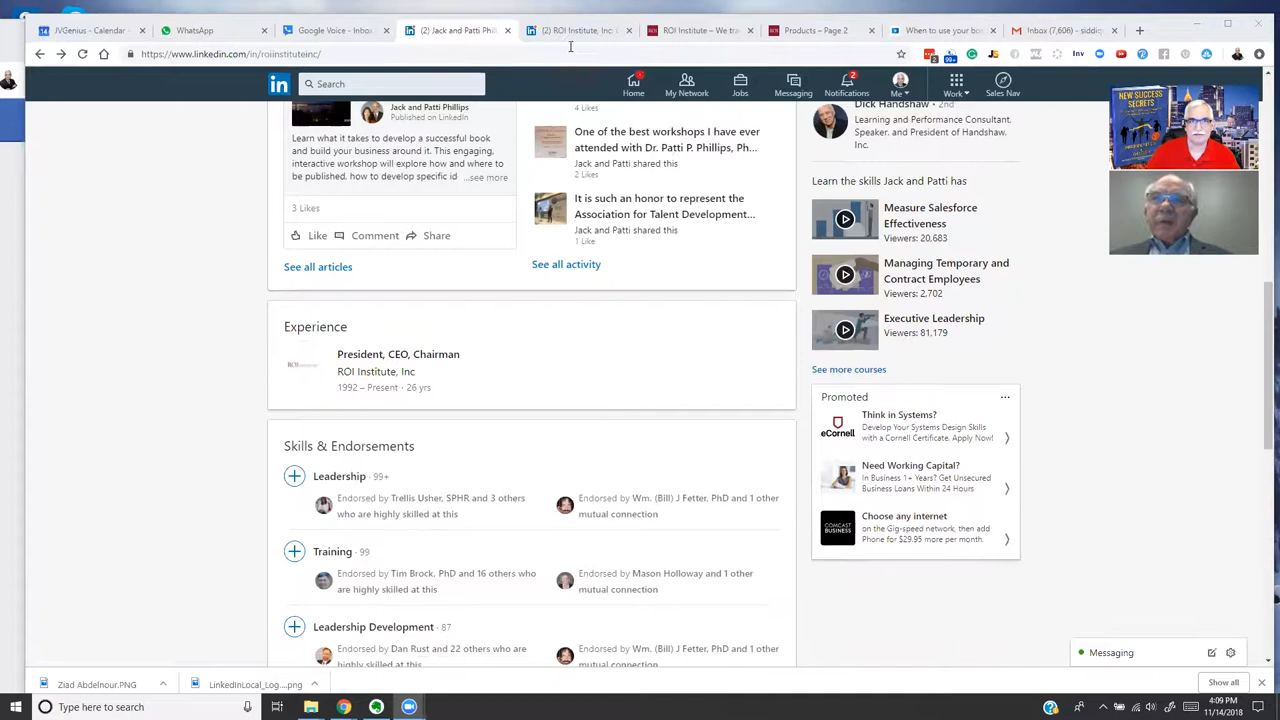 JVGenius - Calendar
WhatsApp
Google Voice - Inbox
(2) Jack and Patti Phil
(2) ROI Institute, Inc.
ROI Institute – We tra
Products – Page 2
When to use your bo
Inbox (7,606) - siddiq
https://www.linkedin.com/in/roiinstituteinc/
Search
Home
My Network
Jobs
Messaging
2
Notifications
Me
Work
Sales Nav
Jack and Patti Phillips
Published on LinkedIn
Learn what it takes to develop a successful book
and build your business around it. This engaging,
interactive workshop will explore how and where to
be published, how to develop specific id ...see more
3 Likes
Like
Comment
Share
See all articles
4 Likes
One of the best workshops I have ever
attended with Dr. Patti P. Phillips, Ph...
Jack and Patti shared this
2 Likes
It is such an honor to represent the
Association for Talent Development...
Jack and Patti shared this
1 Like
See all activity
Dick Handshaw • 2nd
Learning and Performance Consultant,
Speaker, and President of Handshaw,
Inc.
Learn the skills Jack and Patti has
Measure Salesforce
Effectiveness
Viewers: 20,683
Managing Temporary and
Contract Employees
Viewers: 2,702
Executive Leadership
Viewers: 81,179
See more courses
NEW SUCCESS
SECRETS
Experience
President, CEO, Chairman
ROI Institute, Inc
1992 – Present · 26 yrs
Promoted
Think in Systems?
Develop Your Systems Design Skills
with a Cornell Certificate. Apply Now!
eCornell
Need Working Capital?
In Business 1+ Years? Get Unsecured
Business Loans Within 24 Hours
Choose any internet
on the Gig-speed network, then add
Phone for $29.95 more per month.
COMCAST
BUSINESS
Skills & Endorsements
Leadership · 99+
Endorsed by Trellis Usher, SPHR and 3 others
who are highly skilled at this
Endorsed by Wm. (Bill) J Fetter, PhD and 1 other
mutual connection
Training · 99
Endorsed by Tim Brock, PhD and 16 others who
are highly skilled at this
Endorsed by Mason Holloway and 1 other
mutual connection
Leadership Development · 87
Endorsed by Dan Rust and 22 others who are
highly skilled at this
Endorsed by Wm. (Bill) J Fetter, PhD and 1 other
mutual connection
Messaging
Ziad Abdelnour.PNG
LinkedInLocal_Log....png
Show all
Type here to search
4:09 PM
11/14/2018